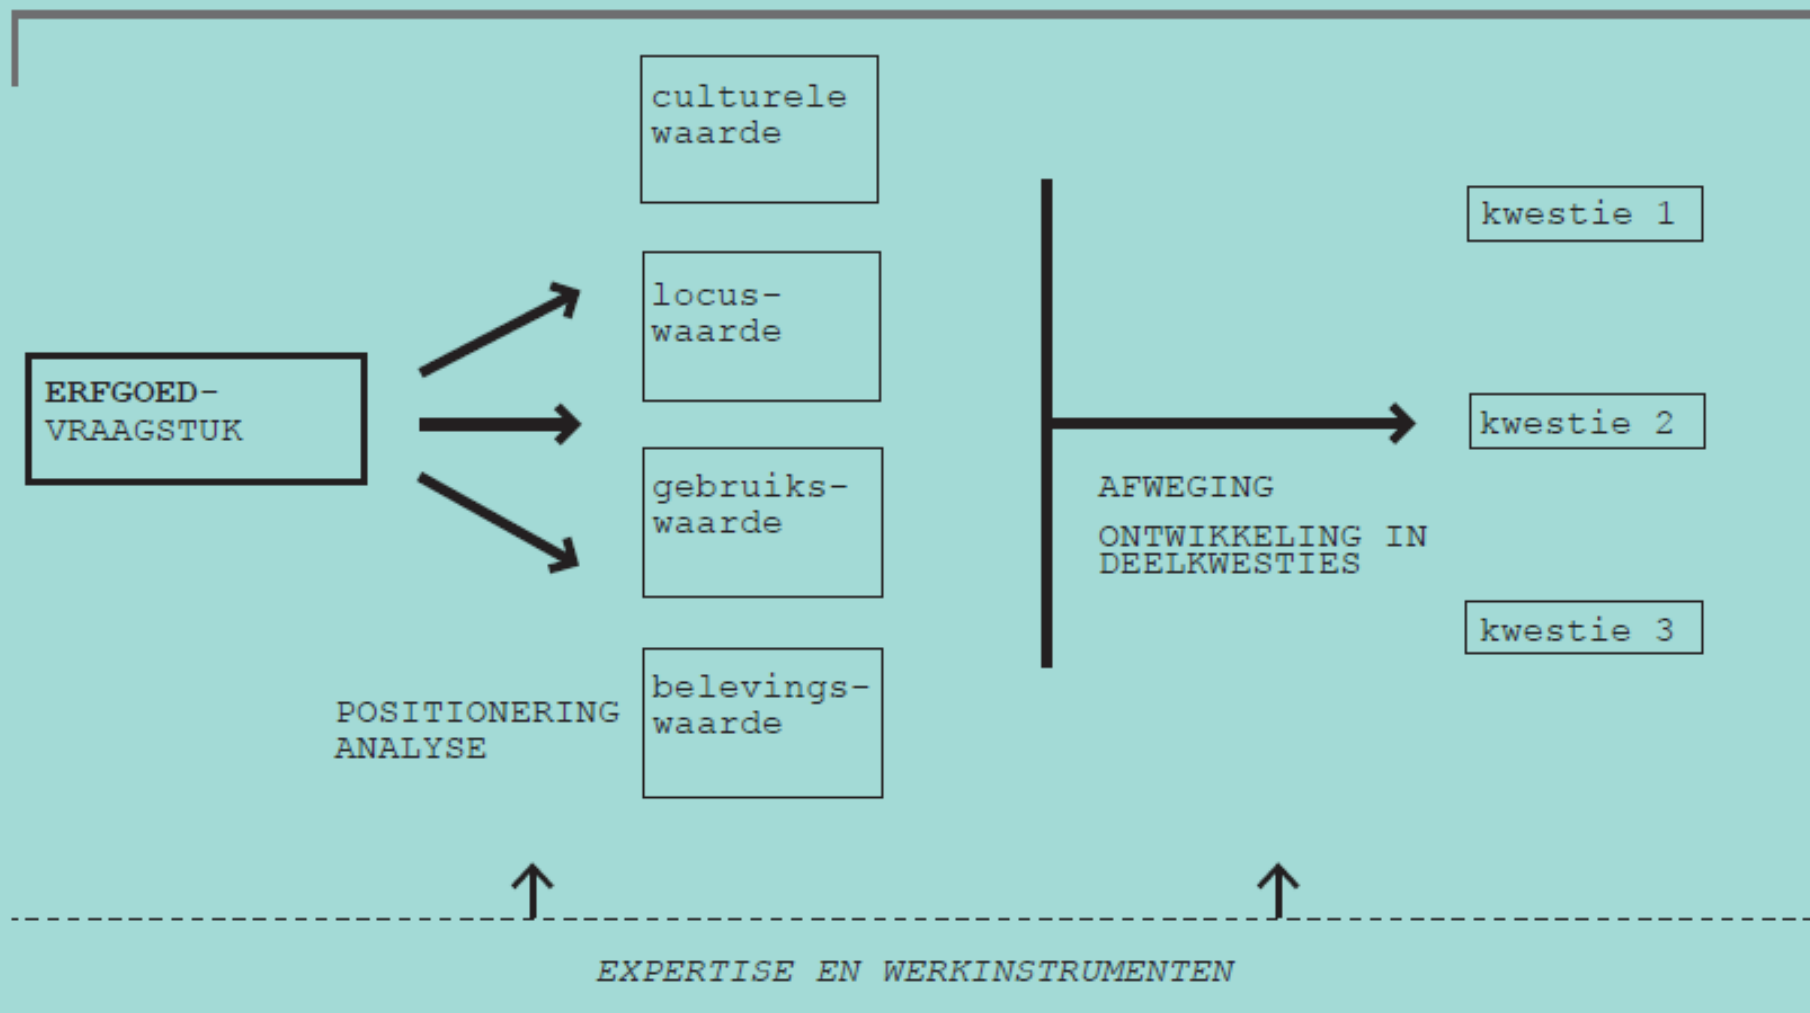 culturele
waarde
locus-
waarde
gebruiks-
waarde
belevings-
waarde
ERFGOED-
VRAAGSTUK
POSITIONERING
ANALYSE
AFWEGING
ONTWIKKELING IN
DEELKWESTIES
kwestie 1
kwestie 2
kwestie 3
EXPERTISE EN WERKINSTRUMENTEN